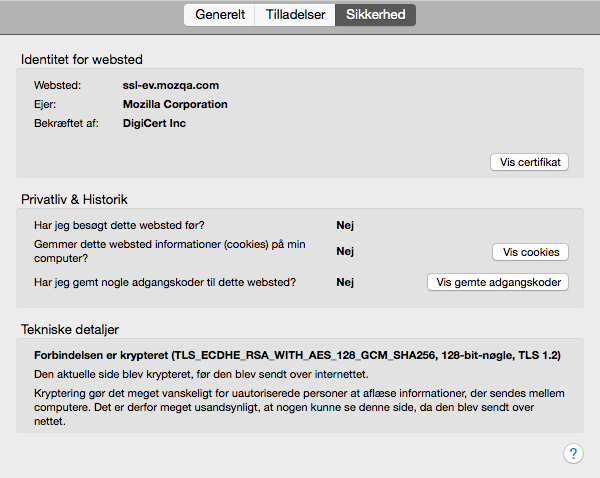 Generelt Tilladelser Sikkerhed
Identitet for websted
Websted: ssl-ev.mozqa.com
Ejer: Mozilla Corporation
Bekræftet af: DigiCert Inc
Vis certifikat
Privatliv & Historik
Har jeg besøgt dette websted før? Nej
Gemmer dette websted informationer (cookies) på min
computer? Nej Vis cookies
Har jeg gemt nogle adgangskoder til dette websted? Nej Vis gemte adgangskoder
Tekniske detaljer
Forbindelsen er krypteret (TLS_ECDHE_RSA_WITH_AES_128_GCM_SHA256, 128-bit-nøgle, TLS 1.2)
Den aktuelle side blev krypteret, før den blev sendt over internettet.
Kryptering gør det meget vanskeligt for uautoriserede personer at aflæse informationer, der sendes mellem
computere. Det er derfor meget usandsynligt, at nogen kunne se denne side, da den blev sendt over
nettet.
?